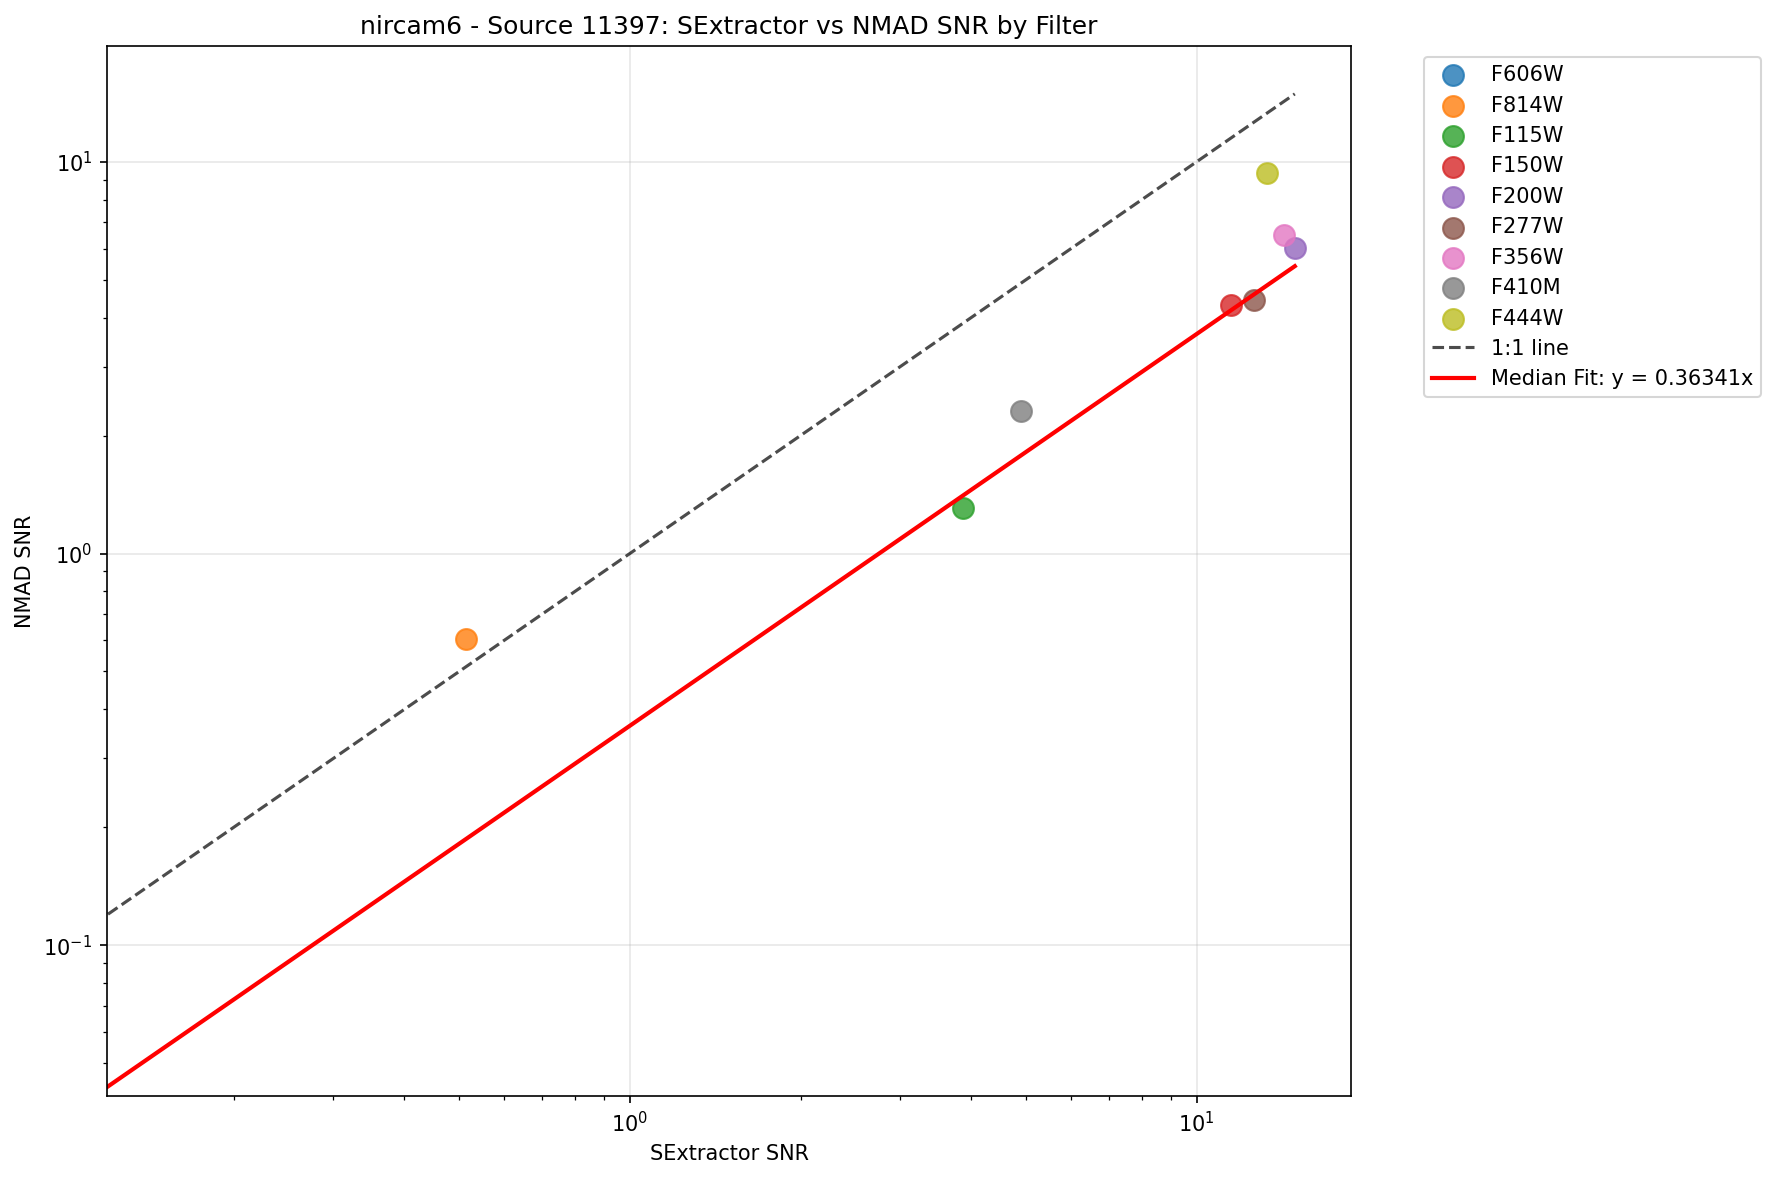 nircam6 - Source 11397: SExtractor vs NMAD SNR by Filter
NMAD SNR
10¹
10⁰
10⁻¹
10⁰
10¹
SExtractor SNR
F606W
F814W
F115W
F150W
F200W
F277W
F356W
F410M
F444W
1:1 line
Median Fit: y = 0.36341x